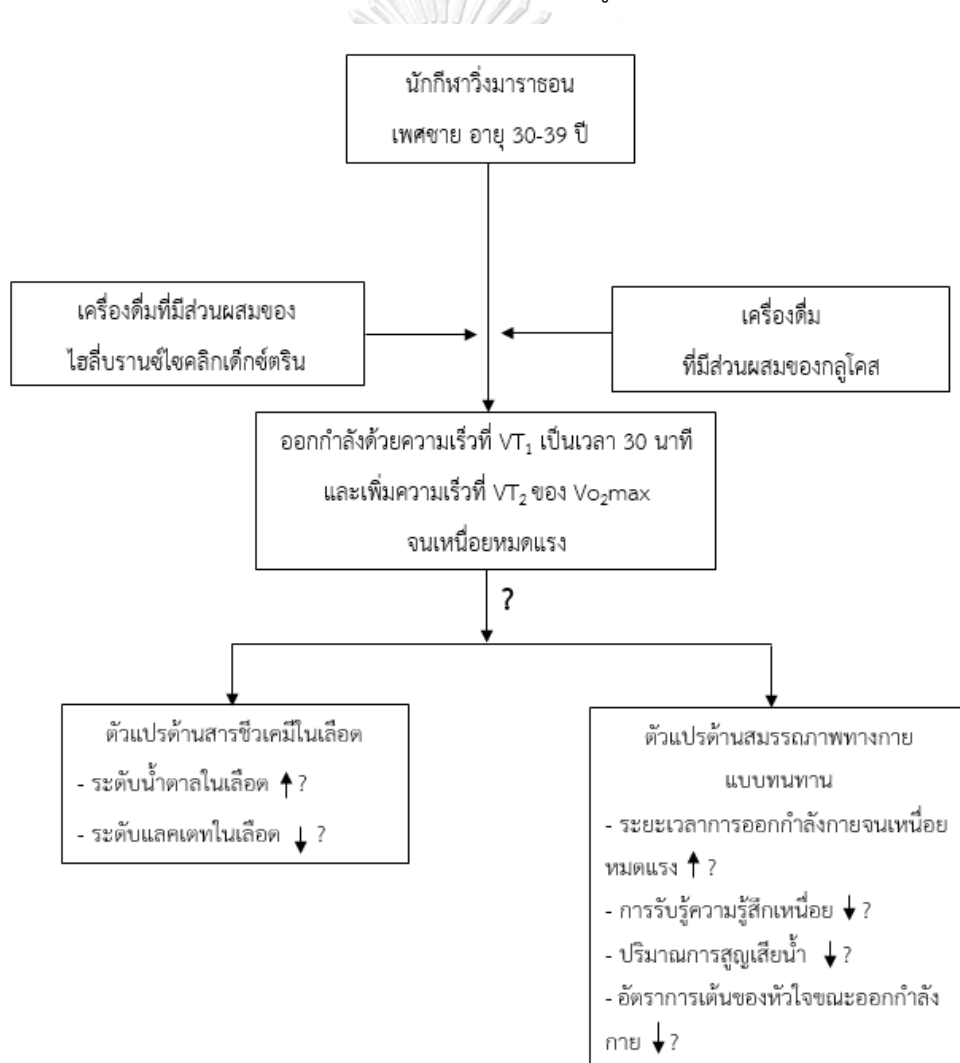 นักกีฬาวิ่งมาราธอน
เพศชาย อายุ 30-39 ปี
เครื่องดื่มที่มีส่วนผสมของ
ไฮลี่บรานซ์ไซคลิกเด็กซ์ตริน
เครื่องดื่ม
ที่มีส่วนผสมของกลูโคส
ออกกำลังด้วยความเร็วที่ VT₁ เป็นเวลา 30 นาที
และเพิ่มความเร็วที่ VT₂ ของ Vo₂max
จนเหนื่อยหมดแรง
?
ตัวแปรด้านสารชีวเคมีในเลือด
- ระดับน้ำตาลในเลือด ↑ ?
- ระดับแลคเตทในเลือด ↓ ?
ตัวแปรด้านสมรรถภาพทางกาย
แบบทนทาน
- ระยะเวลาการออกกำลังกายจนเหนื่อย
หมดแรง ↑ ?
- การรับรู้ความรู้สึกเหนื่อย ↓ ?
- ปริมาณการสูญเสียน้ำ ↓ ?
- อัตราการเต้นของหัวใจขณะออกกำลัง
กาย ↓ ?